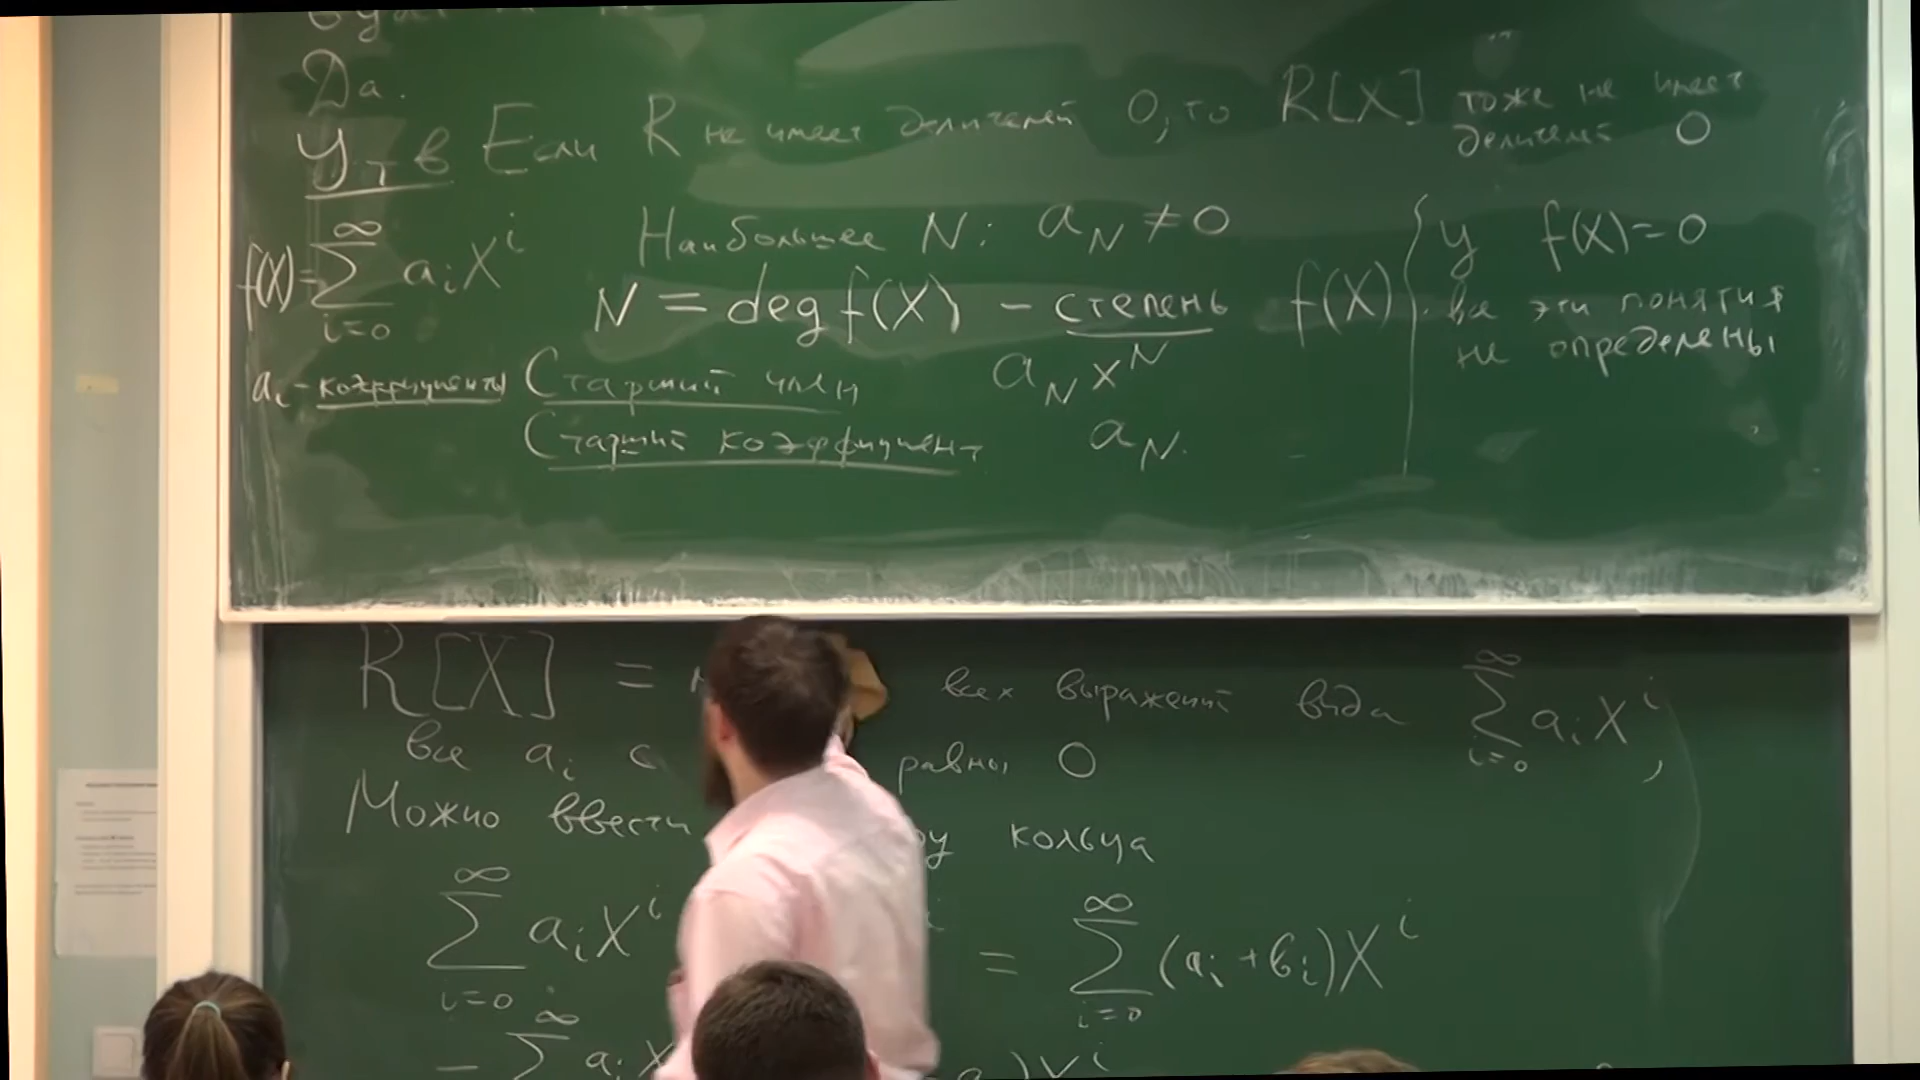 Да.
Утв Если R не имеет делителей 0, то R[X] тоже не имеет
делителей 0
f(X)=∑_{i=0}^{∞} a_i X^i
a_i - коэффициенты
Наибольшее N: a_N ≠ 0
N = deg f(X) - степень f(X)
Старший член a_N x^N
Старший коэффициент a_N.
У f(X)=0
все эти понятия
не определены
R[X] = всех выражений вида ∑_{i=0}^{∞} a_i X^i,
все a_i с равны 0
Можно ввести ру кольца
∑_{i=0}^{∞} a_i X^i = ∑_{i=0}^{∞} (a_i + b_i) X^i
- ∑^{∞} a_i X ) X^i